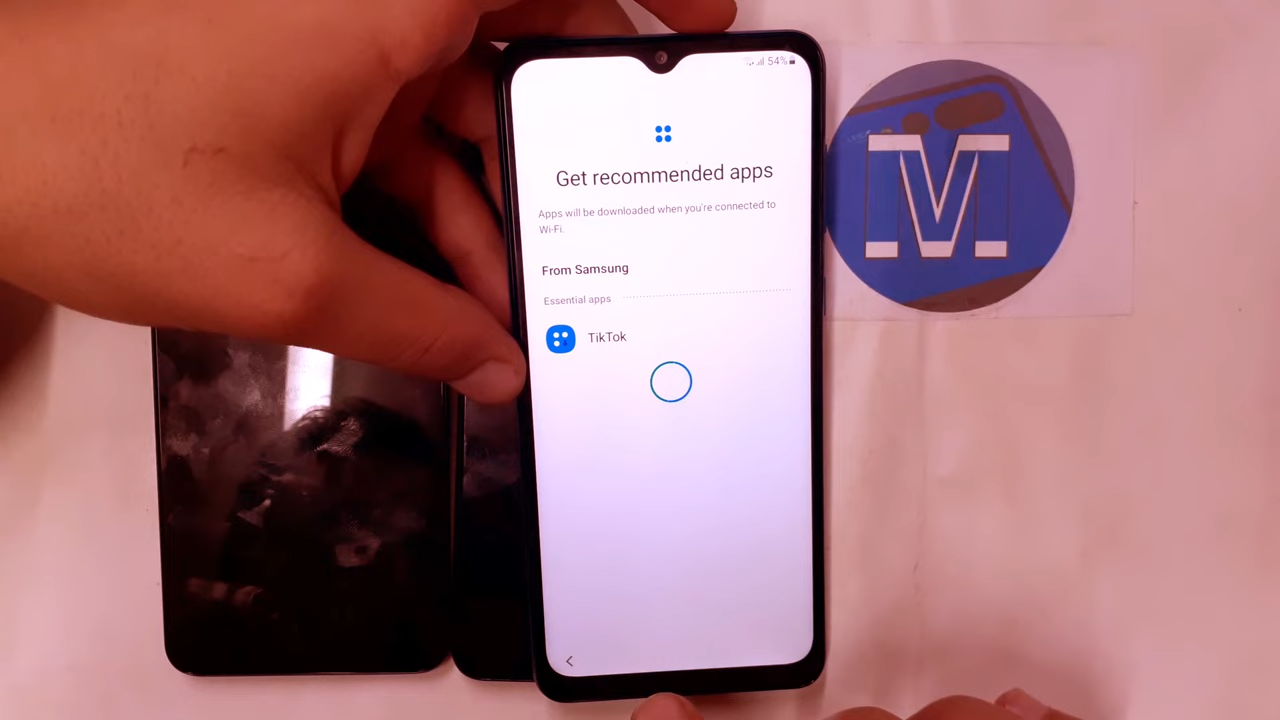 54%
Get recommended apps
Apps will be downloaded when you're connected to
Wi-Fi.
From Samsung
Essential apps
TikTok
M